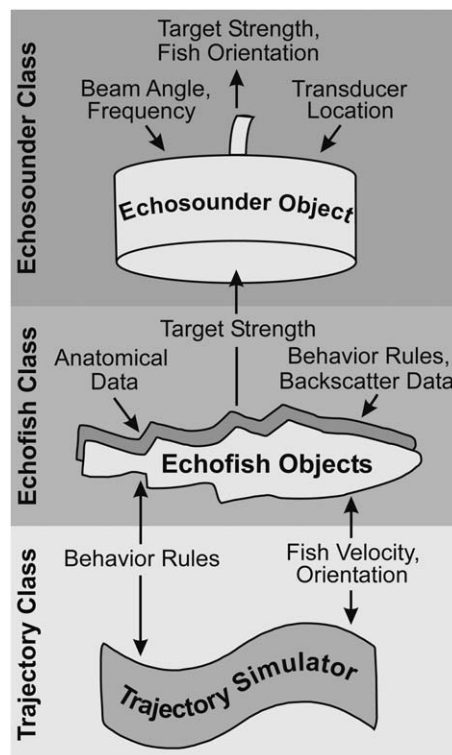 Echosounder Class
Target Strength,
Fish Orientation
Beam Angle,
Frequency
Transducer
Location
Echosounder Object
Echofish Class
Target Strength
Anatomical
Data
Behavior Rules,
Backscatter Data
Echofish Objects
Trajectory Class
Behavior Rules
Fish Velocity,
Orientation
Trajectory Simulator